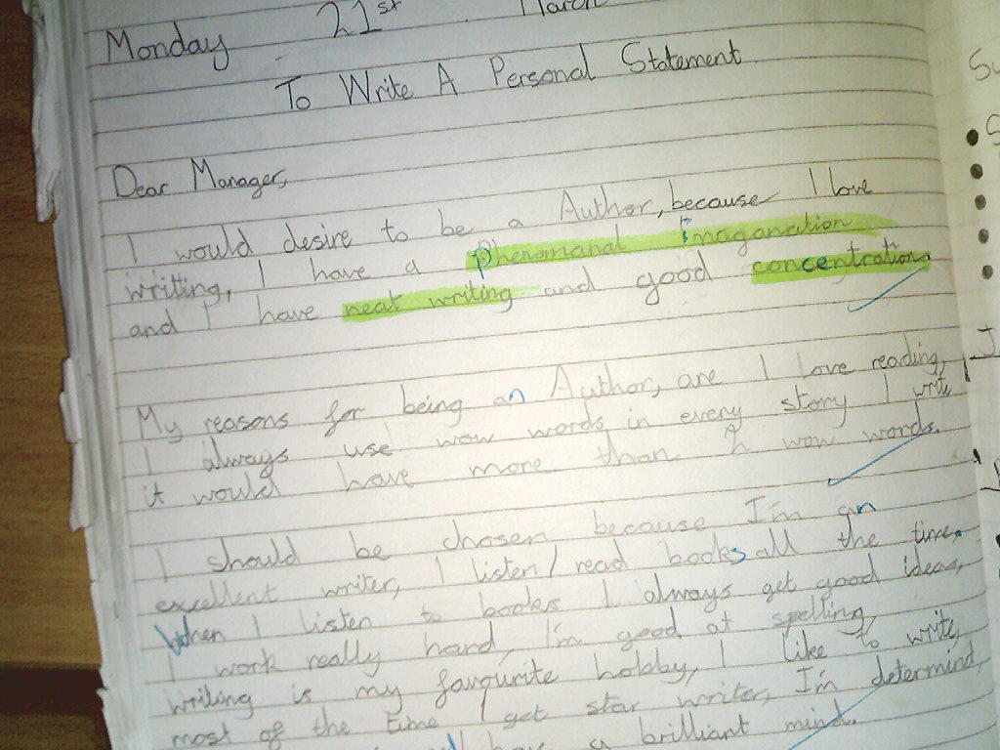 Monday 21st March
To Write A Personal Statement
Dear Manager,
I would desire to be a Author, because I love
writting, I have a Phenomanal Imaganation
and I have neat writing and good concentration.
My reasons for being an Author, are I love reading,
I always use wow words in every story I write
it would have more than 2 wow words.
I should be chosen because I'm an
excellent writer, I listen/read books all the time.
When I listen to books I always get good ideas,
I work really hard, I'm good at spelling,
writing is my favourite hobby, I like to write,
most of the time I get star writer, I'm determind,
have a brilliant mind.